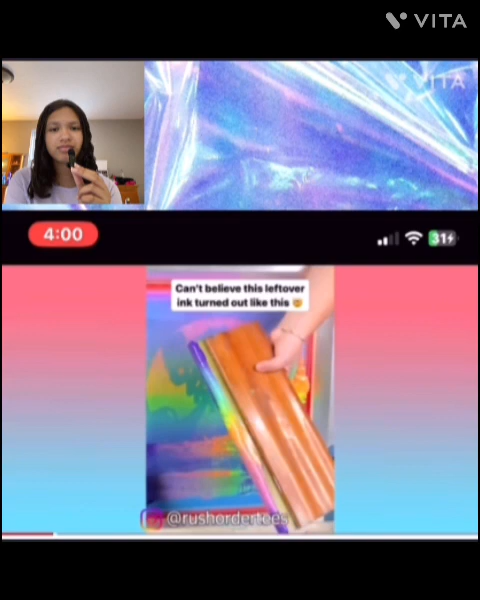 VITA
VITA
4:00
31
Can't believe this leftover
ink turned out like this 🤯
@rushordertees